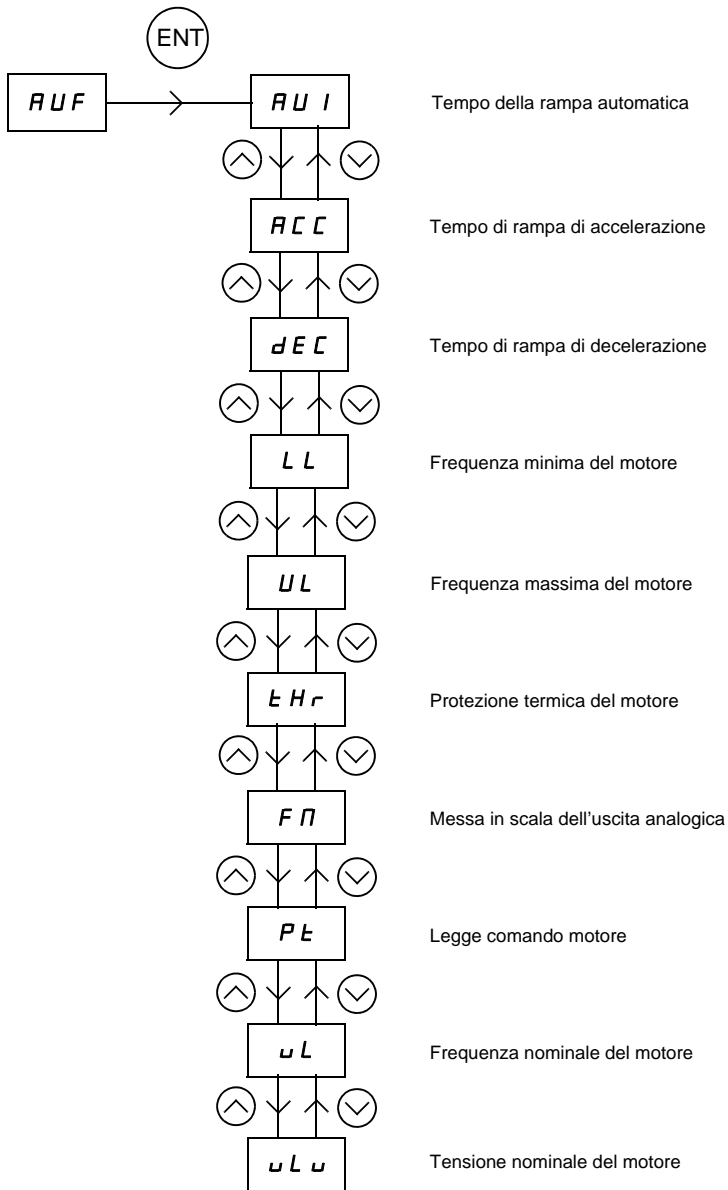 ENT
AUF
AU1 Tempo della rampa automatica
ACC Tempo di rampa di accelerazione
dEC Tempo di rampa di decelerazione
LL Frequenza minima del motore
UL Frequenza massima del motore
tHr Protezione termica del motore
FM Messa in scala dell'uscita analogica
Pt Legge comando motore
uL Frequenza nominale del motore
uLu Tensione nominale del motore